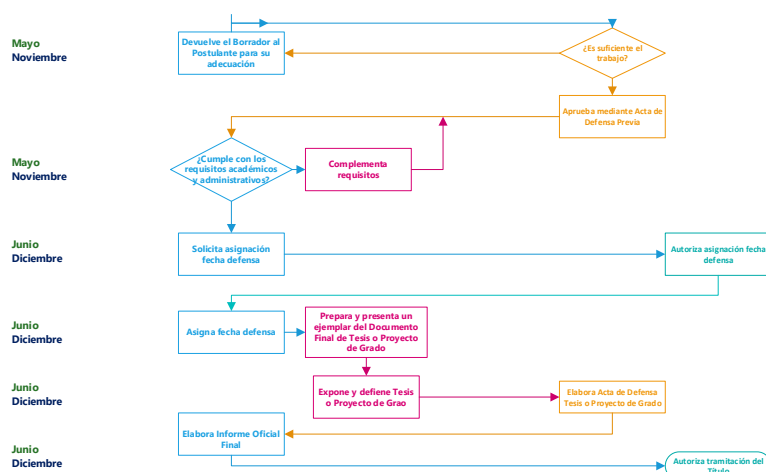 Mayo
Noviembre
Devuelve el Borrador al
Postulante para su
adecuación
¿Es suficiente el
trabajo?
Aprueba mediante Acta de
Defensa Previa
Mayo
Noviembre
¿Cumple con los
requisitos académicos
y administrativos?
Complementa
requisitos
Junio
Diciembre
Solicita asignación
fecha defensa
Autoriza asignación fecha
defensa
Junio
Diciembre
Asigna fecha defensa
Prepara y presenta un
ejemplar del Documento
Final de Tesis o Proyecto
de Grado
Junio
Diciembre
Expone y defiene Tesis
o Proyecto de Grao
Elabora Acta de Defensa
Tesis o Proyecto de Grado
Elabora Informe Oficial
Final
Junio
Diciembre
Autoriza tramitación del
Título